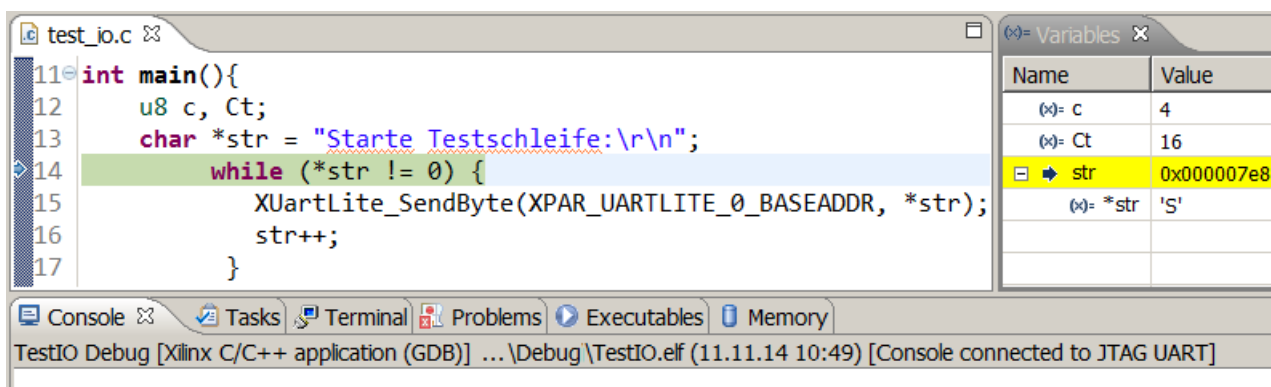 test_io.c
(x)= Variables
11 int main(){
12 u8 c, Ct;
13 char *str = "Starte Testschleife:\r\n";
14 while (*str != 0) {
15 XUartLite_SendByte(XPAR_UARTLITE_0_BASEADDR, *str);
16 str++;
17 }
Name Value
(x)= c 4
(x)= Ct 16
str 0x000007e8
(x)= *str 'S'
Console Tasks Terminal Problems Executables Memory
TestIO Debug [Xilinx C/C++ application (GDB)] ...\Debug\TestIO.elf (11.11.14 10:49) [Console connected to JTAG UART]